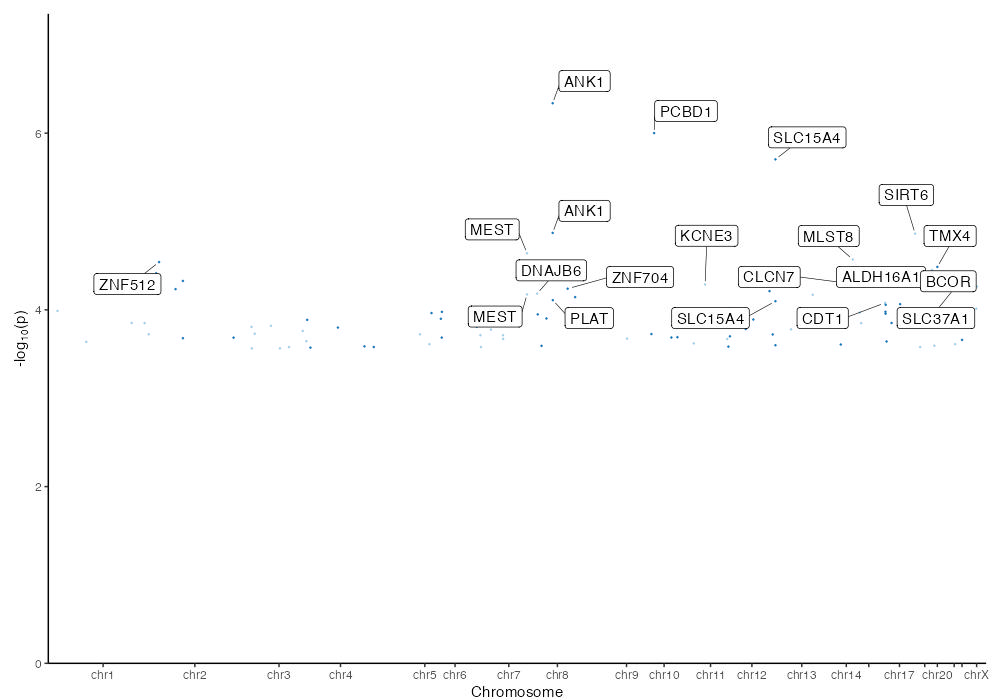 ANK1
PCBD1
6
SLC15A4
SIRT6
ANK1
MEST
KCNE3
MLST8
TMX4
DNAJB6
ZNF512
ZNF704
CLCN7
ALDH16A1
BCOR
4
MEST
PLAT
SLC15A4
CDT1
SLC37A1
-log10(p)
2
0
chr1 chr2 chr3 chr4 chr5 chr6 chr7 chr8 chr9 chr10 chr11 chr12 chr13 chr14 chr17 chr20 chrX
Chromosome